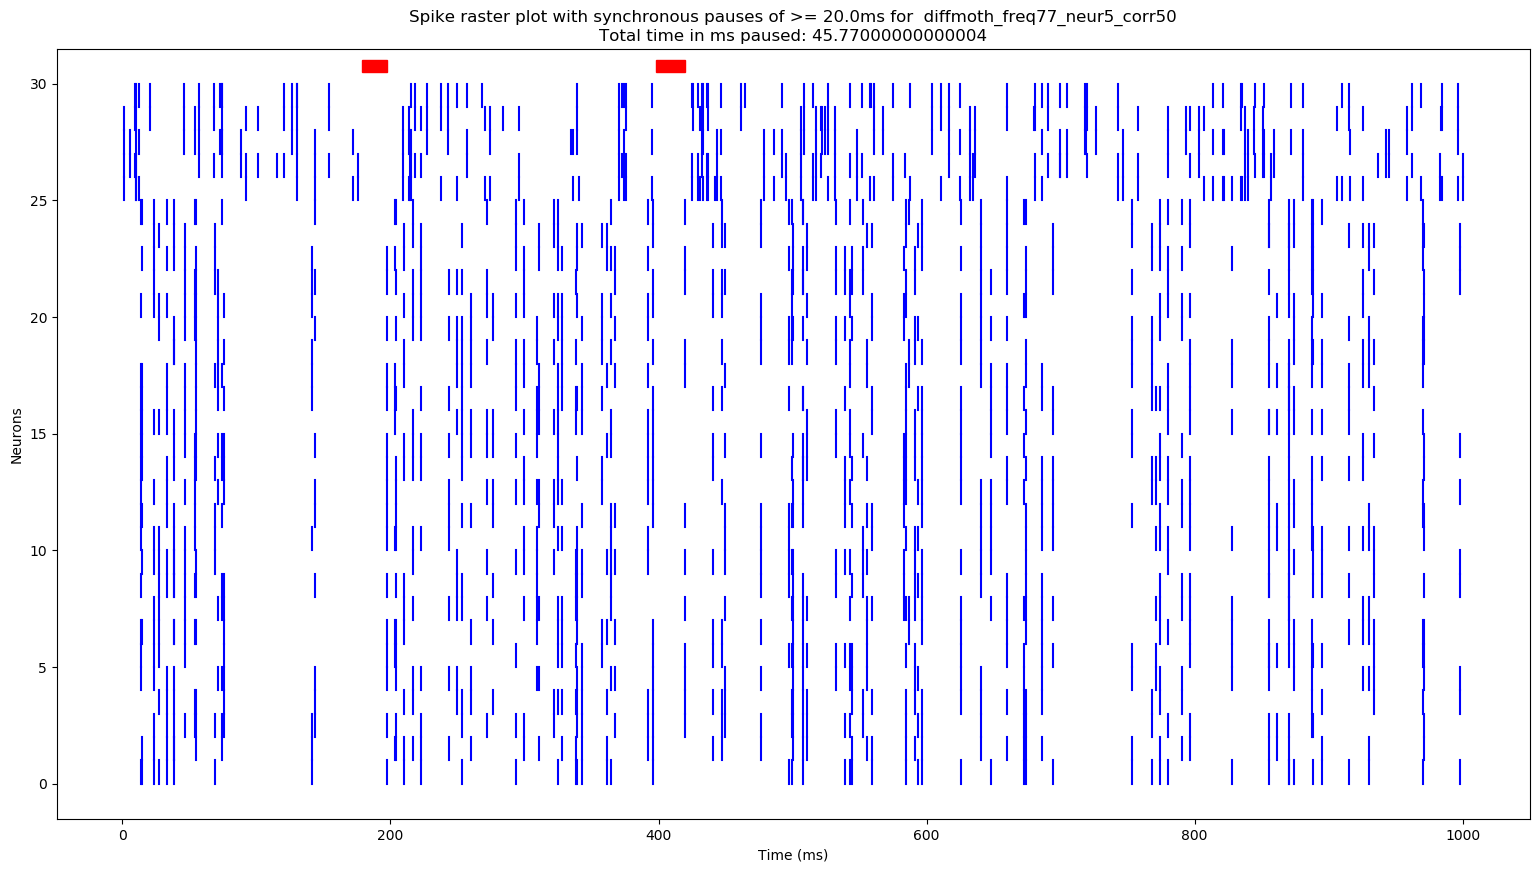 Spike raster plot with synchronous pauses of >= 20.0ms for  diffmoth_freq77_neur5_corr50
Total time in ms paused: 45.77000000000004
30
25
20
15
10
5
0
Neurons
0 200 400 600 800 1000
Time (ms)